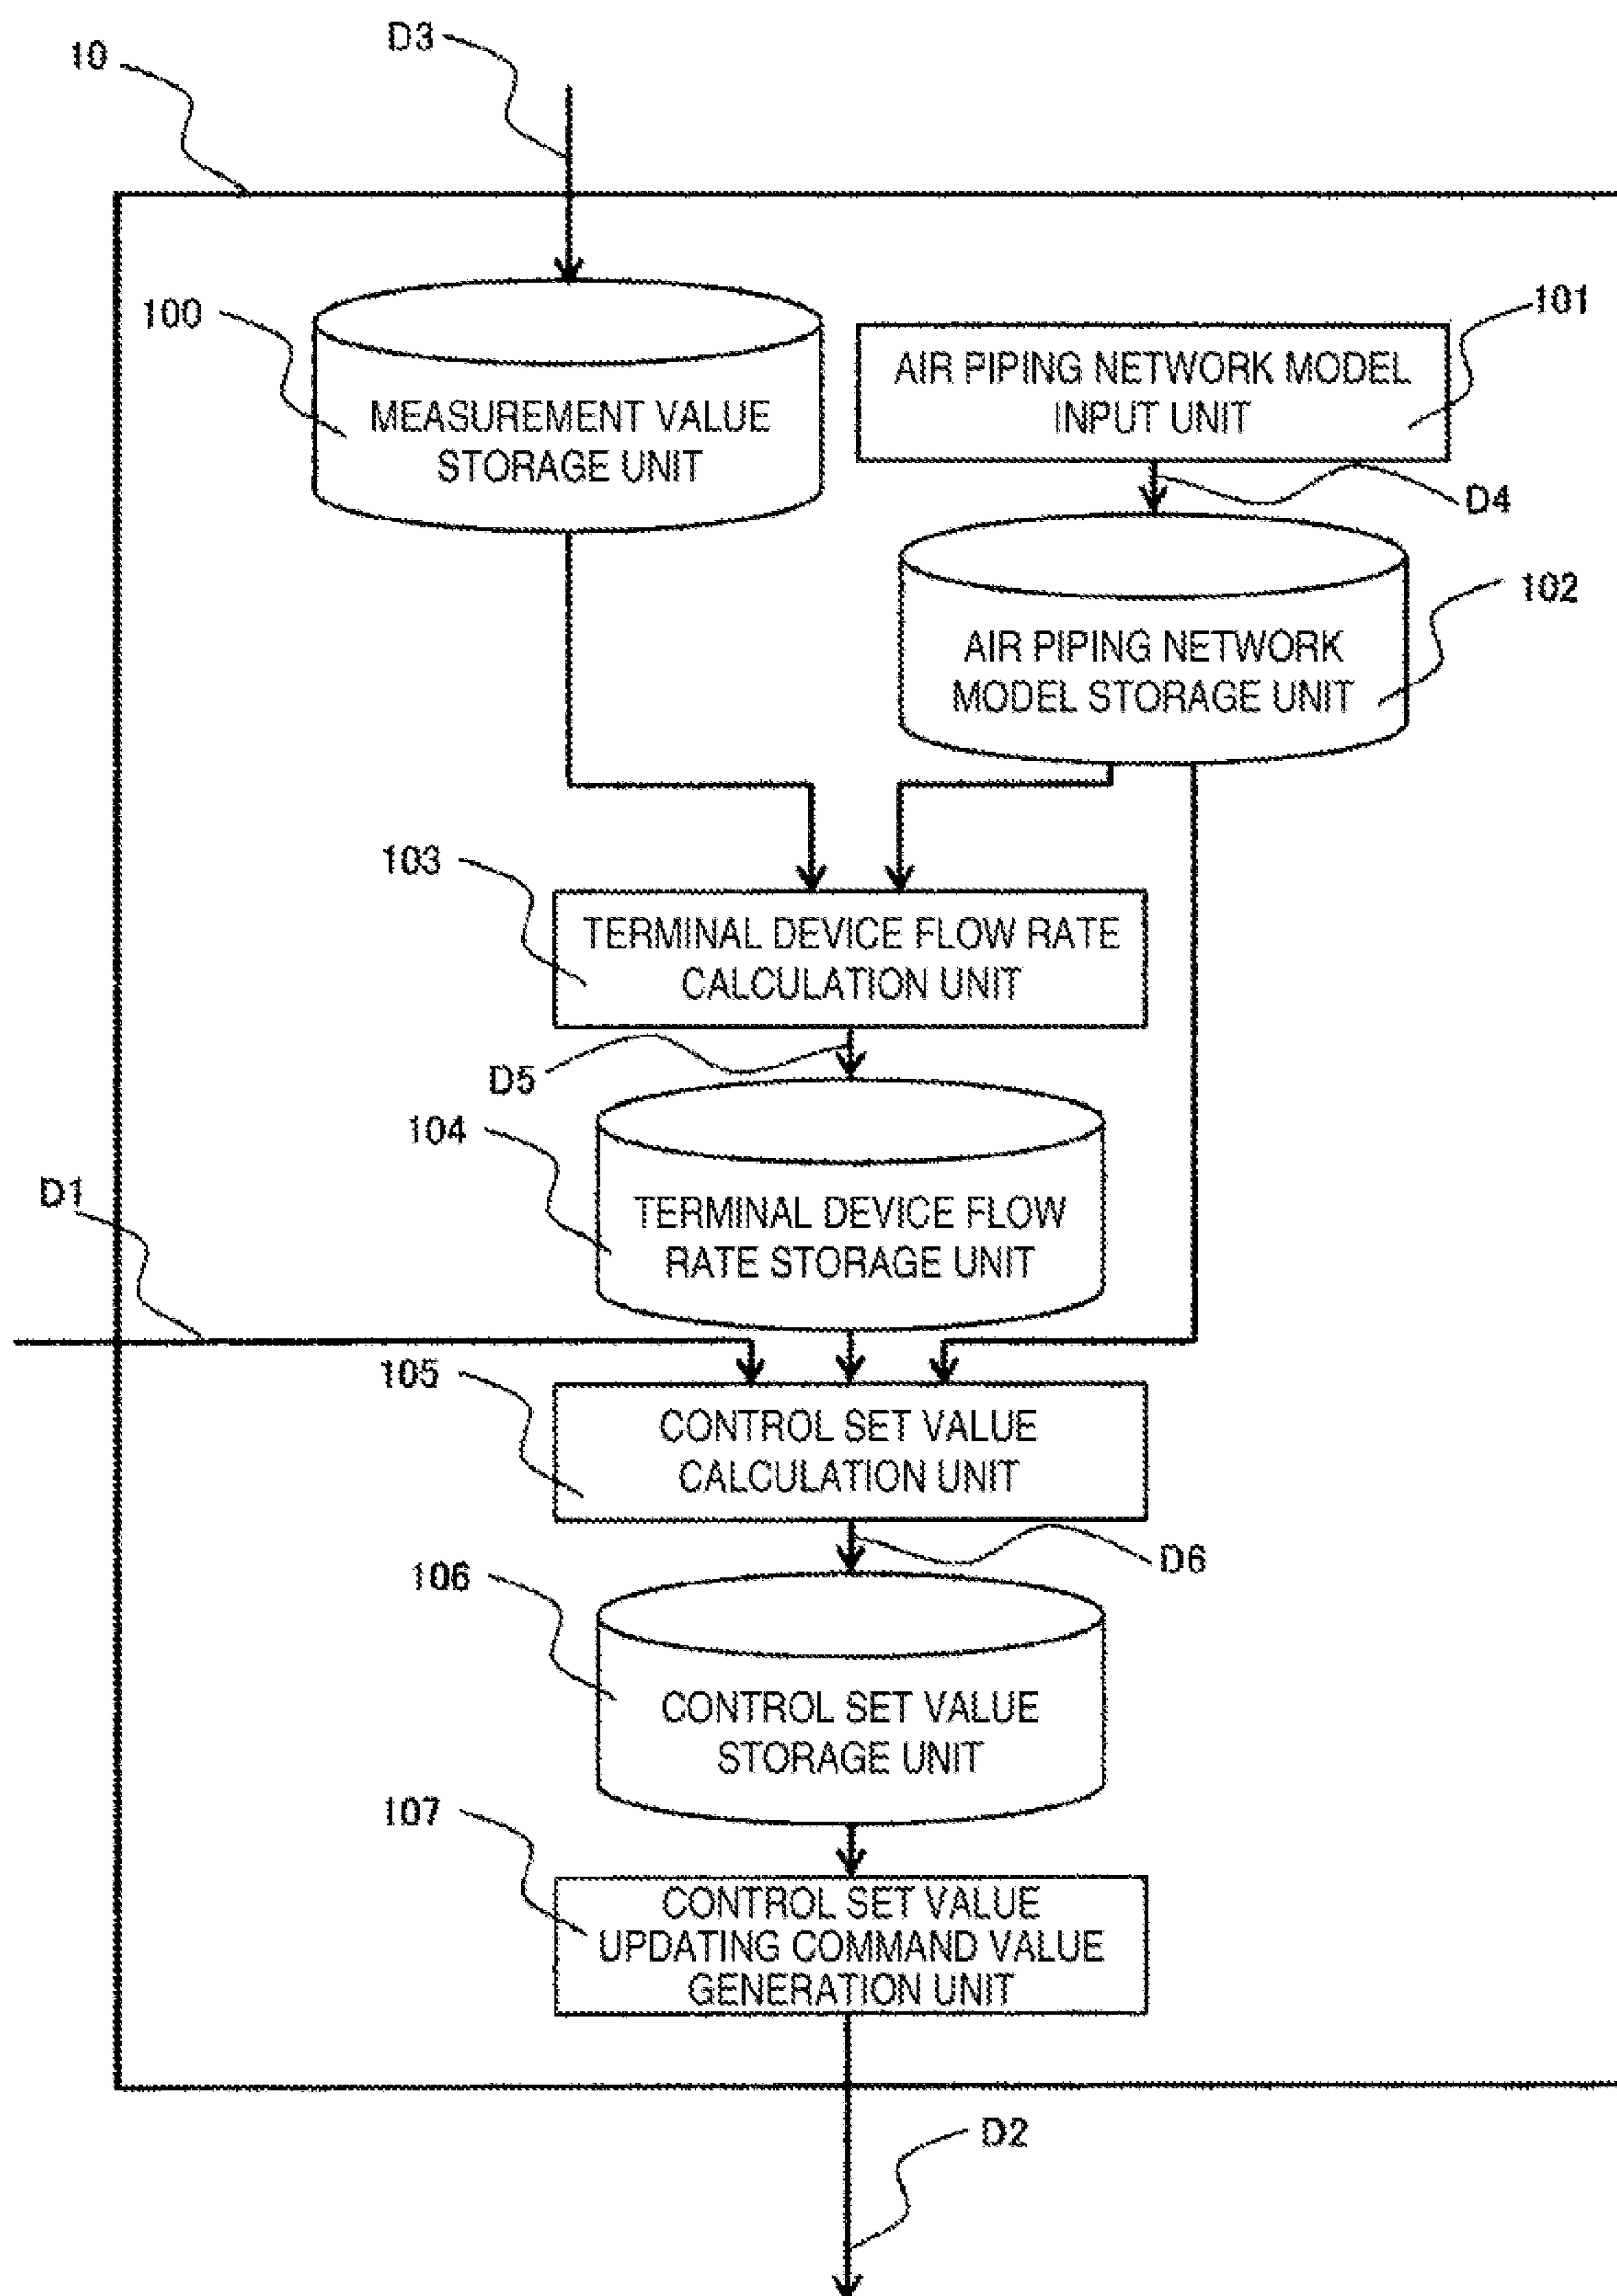 D3
10
100
MEASUREMENT VALUE
STORAGE UNIT
101
AIR PIPING NETWORK MODEL
INPUT UNIT
D4
102
AIR PIPING NETWORK
MODEL STORAGE UNIT
103
TERMINAL DEVICE FLOW RATE
CALCULATION UNIT
D5
104
TERMINAL DEVICE FLOW
RATE STORAGE UNIT
D1
105
CONTROL SET VALUE
CALCULATION UNIT
D6
106
CONTROL SET VALUE
STORAGE UNIT
107
CONTROL SET VALUE
UPDATING COMMAND VALUE
GENERATION UNIT
D2